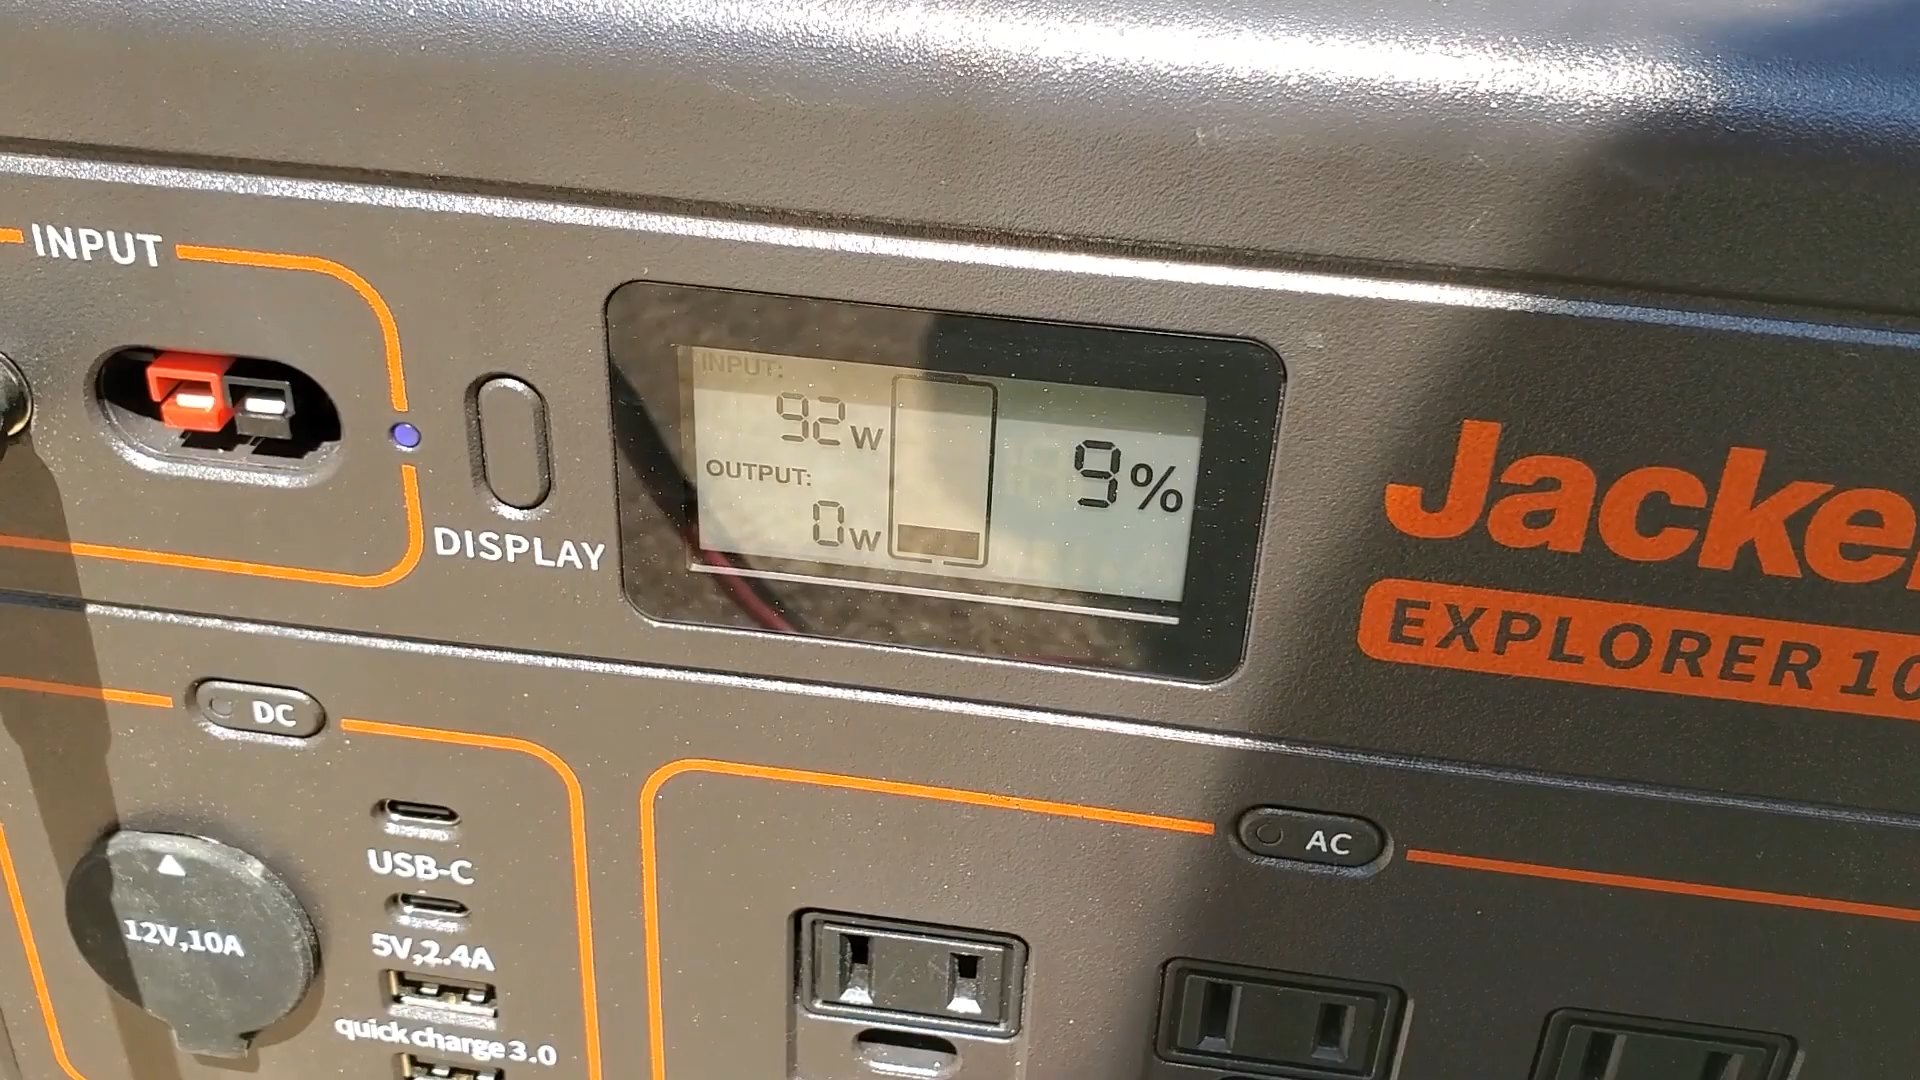 INPUT
INPUT:
92W
OUTPUT:
0W
9%
DISPLAY
Jacke
EXPLORER 10
DC
AC
USB-C
12V,10A
5V,2.4A
quick charge 3.0